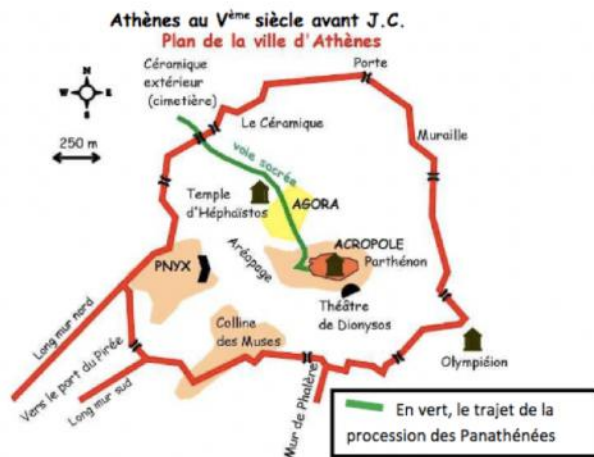 Athènes au Vème siècle avant J.C.
Plan de la ville d'Athènes
Céramique
extérieur
(cimetière)
Porte
N
W
E
S
250 m
Le Céramique
Muraille
voie sacrée
Temple
d'Héphaïstos
AGORA
Aréopage
ACROPOLE
Parthénon
PNYX
Théâtre
de Dionysos
Colline
des Muses
Olympiéion
Long mur nord
Vers le port du Pirée
Long mur sud
Mur de Phalère
En vert, le trajet de la
procession des Panathénées